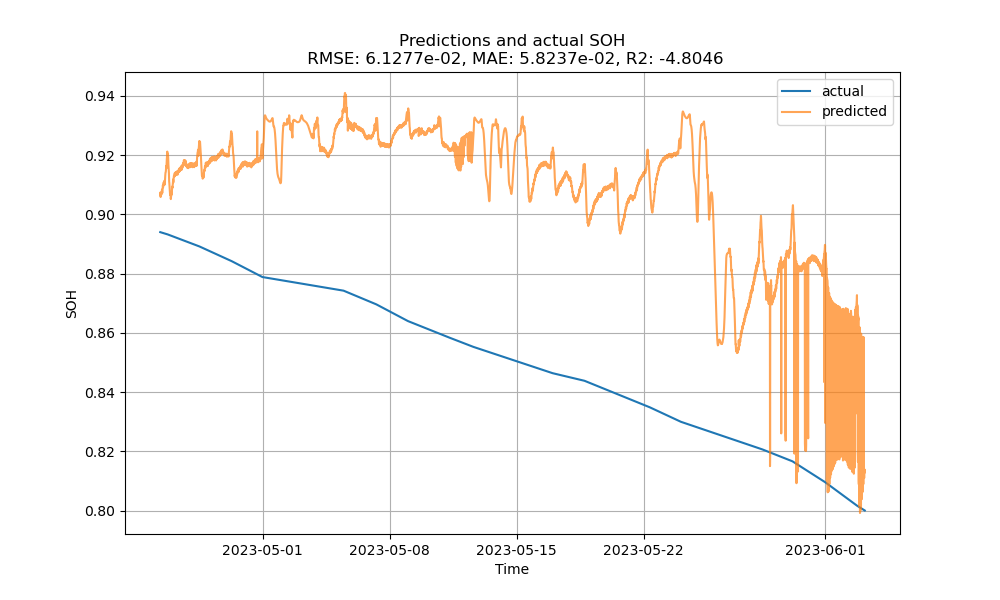 Predictions and actual SOH
RMSE: 6.1277e-02, MAE: 5.8237e-02, R2: -4.8046
actual
predicted
0.94
0.92
0.90
0.88
0.86
0.84
0.82
0.80
SOH
2023-05-01
2023-05-08
2023-05-15
2023-05-22
2023-06-01
Time